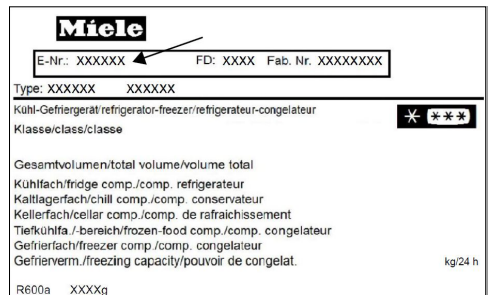 Miele
E-Nr.: XXXXXX FD: XXXX Fab. Nr. XXXXXXXX
Type: XXXXXX XXXXXX
Kühl-Gefriergerät/refrigerator-freezer/refrigerateur-congelateur
Klasse/class/classe
Gesamtvolumen/total volume/volume total
Kühlfach/fridge comp./comp. refrigerateur
Kaltlagerfach/chill comp./comp. conservateur
Kellerfach/cellar comp./comp. de rafraichissement
Tiefkühlfa./-bereich/frozen-food comp./comp. congelateur
Gefrierfach/freezer comp./comp. congelateur
Gefrierverm./freezing capacity/pouvoir de congelat. kg/24 h
R600a XXXXg